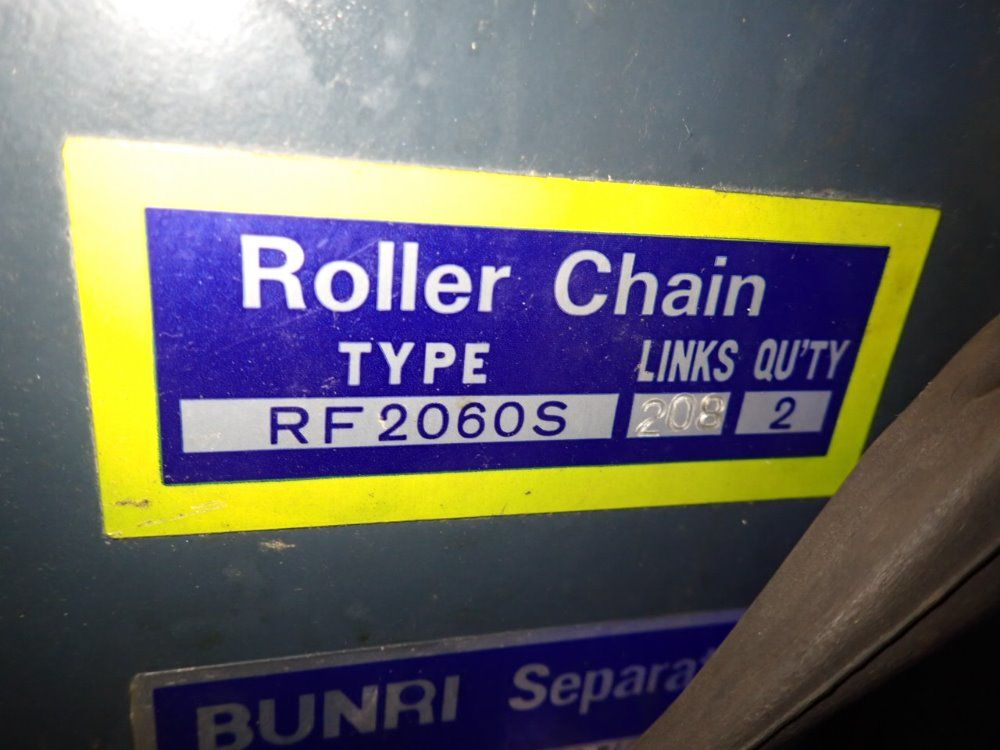 Roller Chain
TYPE LINKS QU'TY
RF2060S 208 2
BUNRI